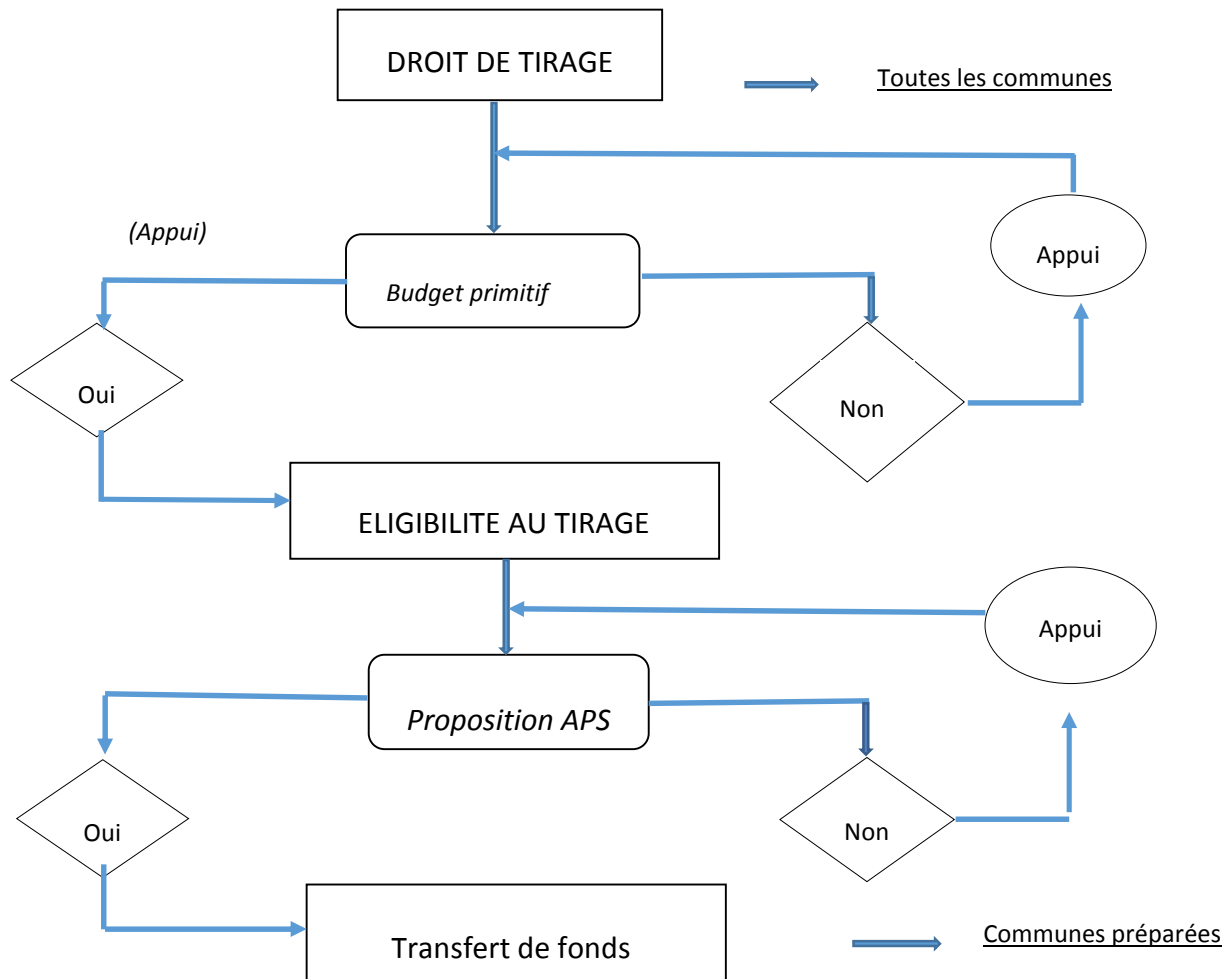 DROIT DE TIRAGE
Toutes les communes
(Appui)
Appui
Budget primitif
Oui
Non
ELIGIBILITE AU TIRAGE
Appui
Proposition APS
Oui
Non
Transfert de fonds
Communes préparées